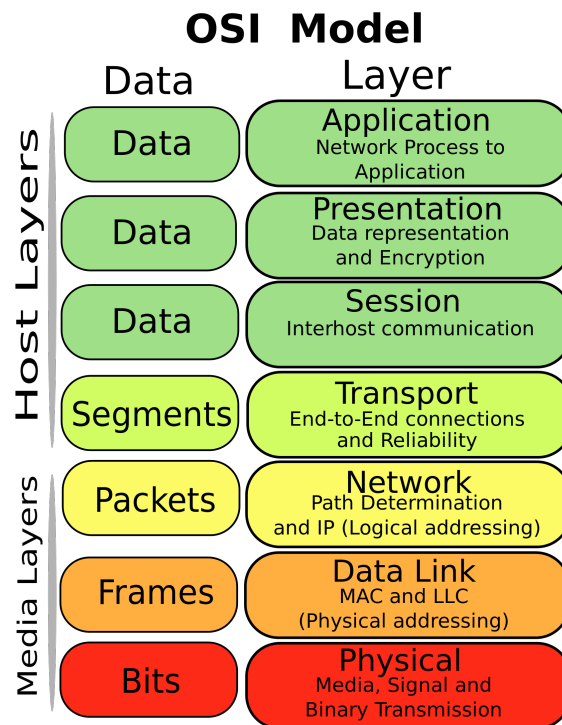 OSI Model
Data Layer
Host Layers
Data
Application
Network Process to
Application
Data
Presentation
Data representation
and Encryption
Data
Session
Interhost communication
Segments
Transport
End-to-End connections
and Reliability
Media Layers
Packets
Network
Path Determination
and IP (Logical addressing)
Frames
Data Link
MAC and LLC
(Physical addressing)
Bits
Physical
Media, Signal and
Binary Transmission